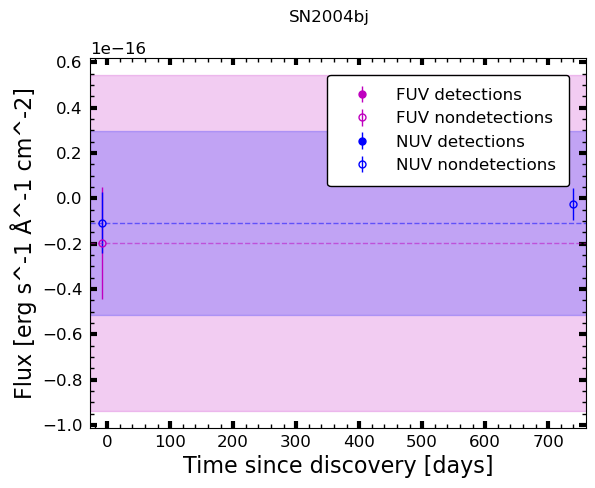 SN2004bj
1e−16
0.6
0.4
0.2
0.0
−0.2
−0.4
−0.6
−0.8
−1.0
Flux [erg s^-1 Å^-1 cm^-2]
FUV detections
FUV nondetections
NUV detections
NUV nondetections
0 100 200 300 400 500 600 700
Time since discovery [days]